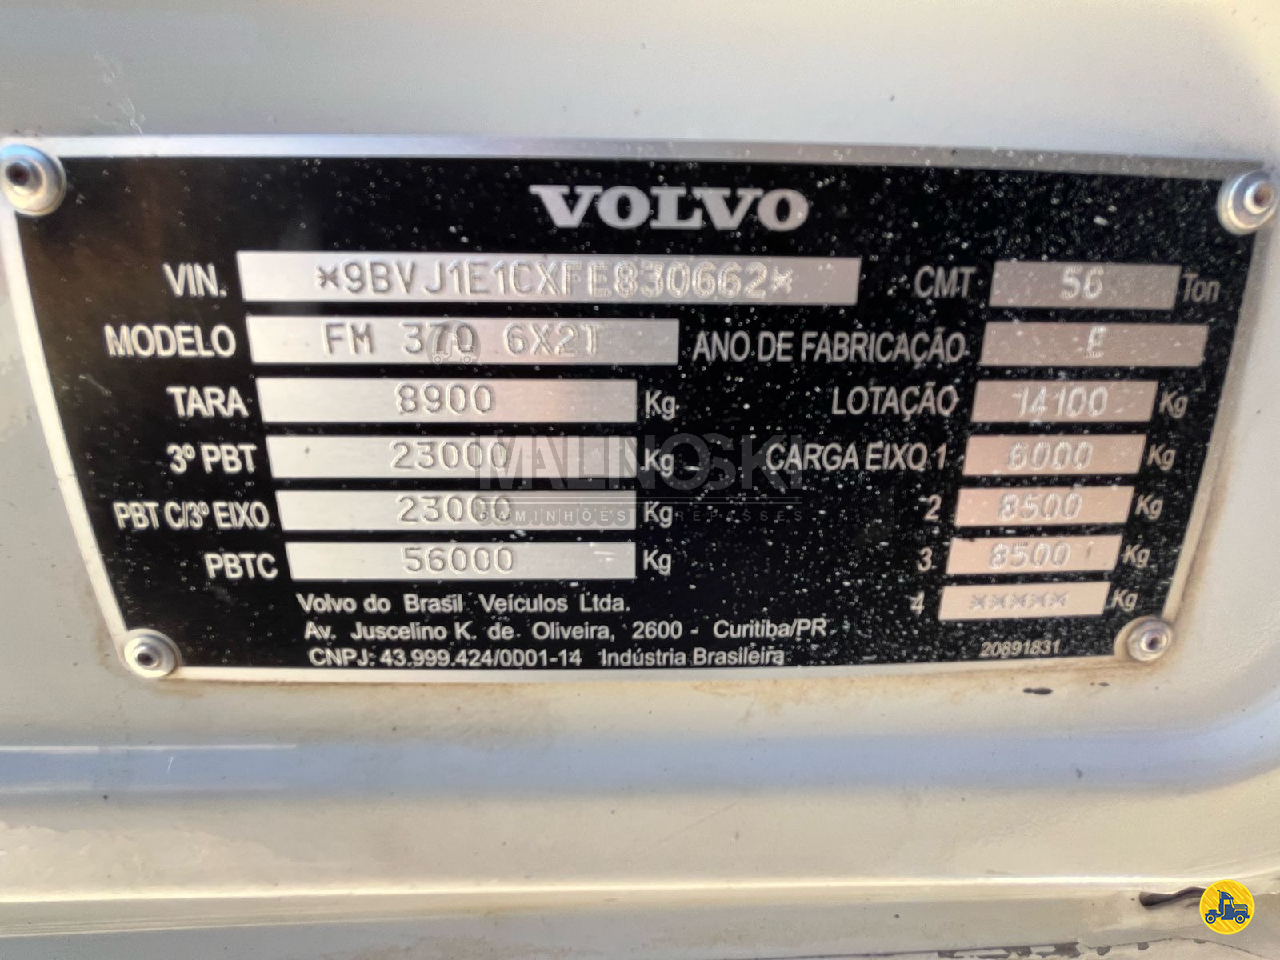 VOLVO
VIN. *9BVJ1E1CXFE830662* CMT 56 Ton
MODELO FM 370 6X2T ANO DE FABRICAÇÃO E
TARA 8900 Kg LOTAÇÃO 14100 Kg
3º PBT 23000 Kg CARGA EIXO 1 6000 Kg
PBT C/3º EIXO 23000 Kg 2 8500 Kg
PBTC 56000 Kg 3 8500 Kg
4 ***** Kg
Volvo do Brasil Veículos Ltda.
Av. Juscelino K. de Oliveira, 2600 - Curitiba/PR
CNPJ: 43.999.424/0001-14 Indústria Brasileira
20891831
MALINOSKI
CAMINHÕES E REPASSES